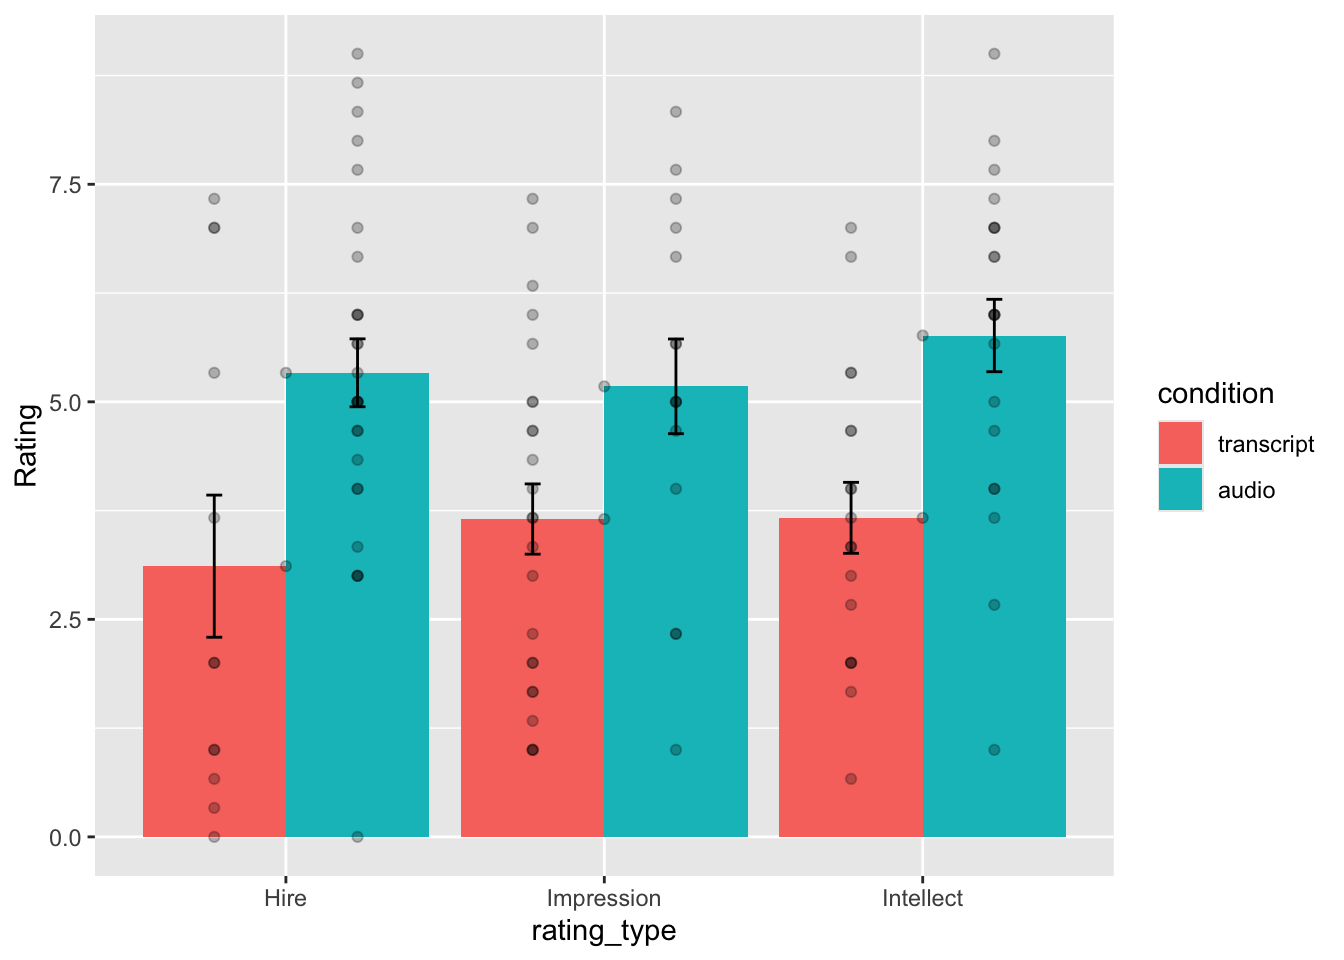 Rating
7.5
5.0
2.5
0.0
Hire Impression Intellect
rating_type
condition
transcript
audio